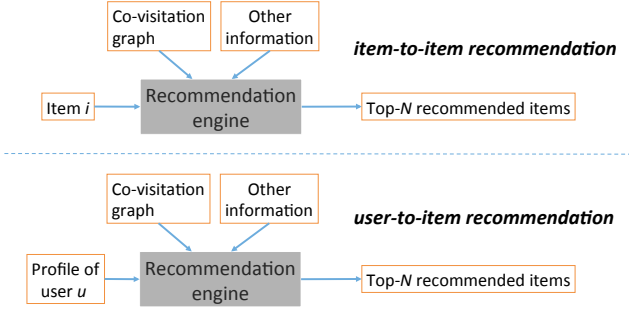 Co-visitation
graph
Other
information
item-to-item recommendation
Item i
Recommendation
engine
Top-N recommended items
Co-visitation
graph
Other
information
user-to-item recommendation
Profile of
user u
Recommendation
engine
Top-N recommended items